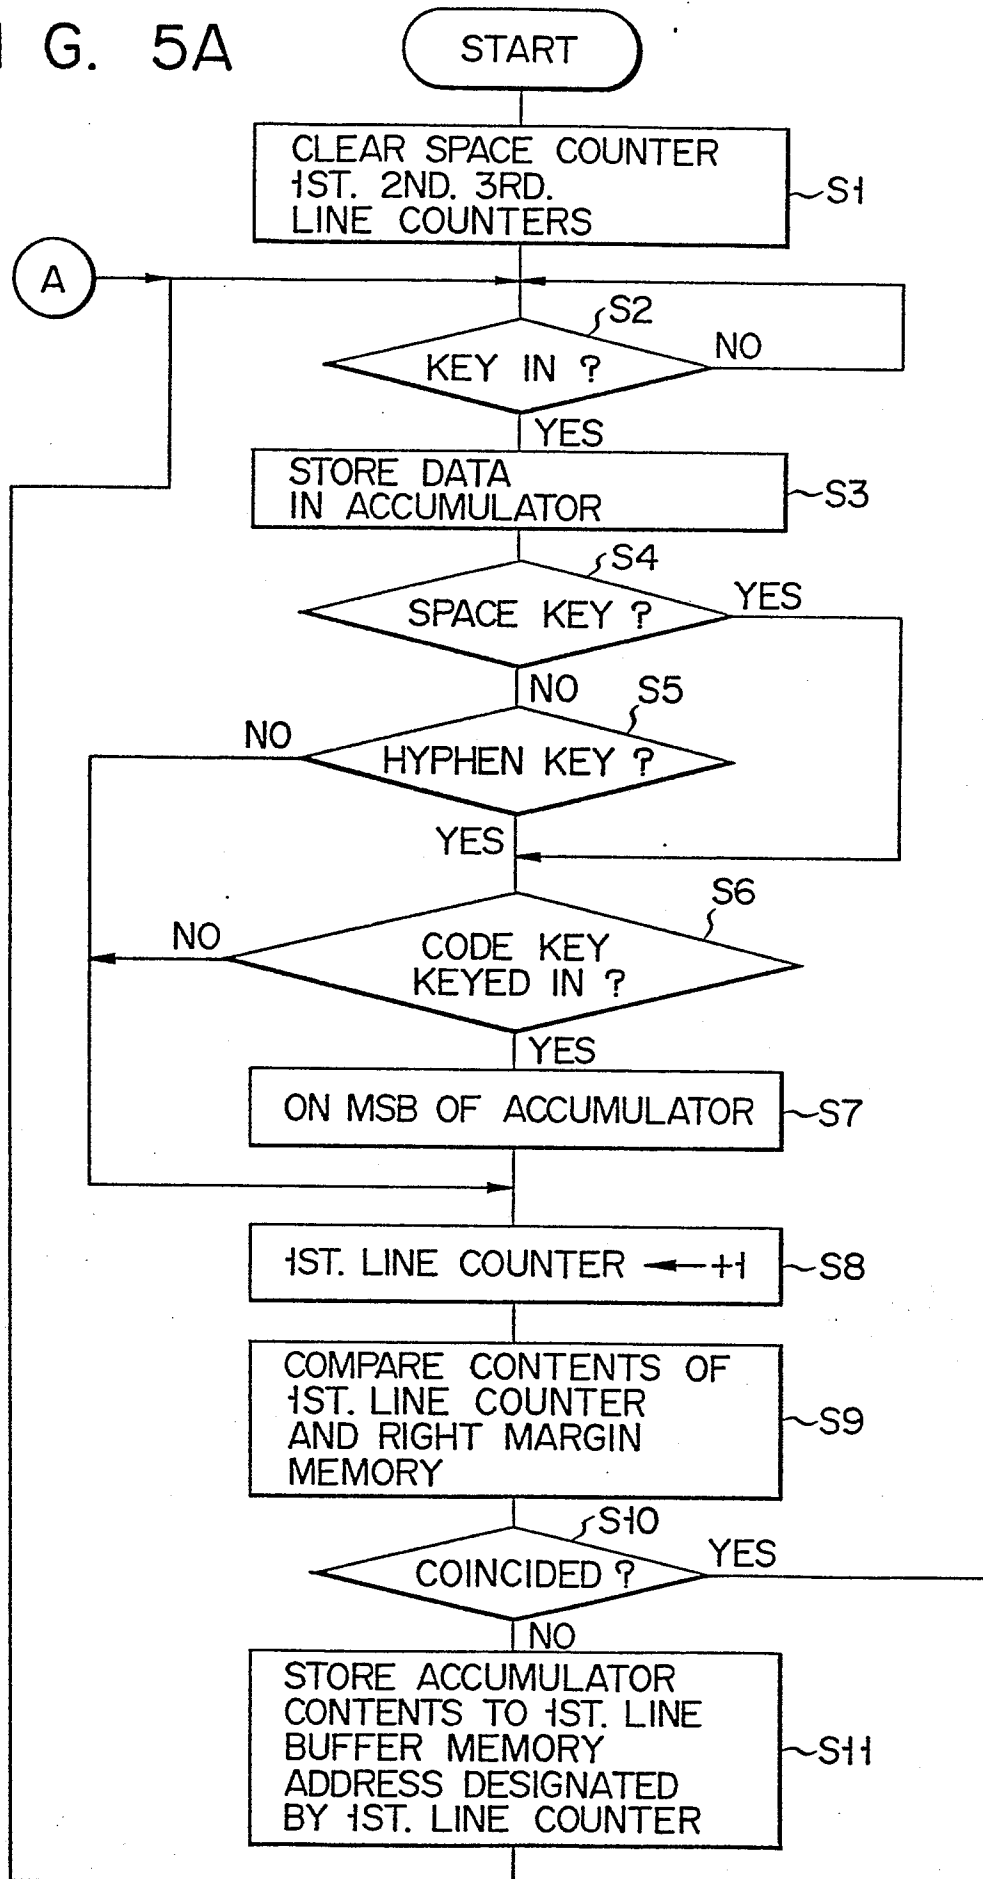 G. 5A
START
CLEAR SPACE COUNTER
1ST. 2ND. 3RD.
LINE COUNTERS
S1
A
S2
KEY IN ?
NO
YES
STORE DATA
IN ACCUMULATOR
S3
S4
SPACE KEY ?
YES
NO
S5
NO
HYPHEN KEY ?
YES
S6
NO
CODE KEY
KEYED IN ?
YES
ON MSB OF ACCUMULATOR
S7
1ST. LINE COUNTER ← +1
S8
COMPARE CONTENTS OF
1ST. LINE COUNTER
AND RIGHT MARGIN
MEMORY
S9
S10
COINCIDED ?
YES
NO
STORE ACCUMULATOR
CONTENTS TO 1ST. LINE
BUFFER MEMORY
ADDRESS DESIGNATED
BY 1ST. LINE COUNTER
S11